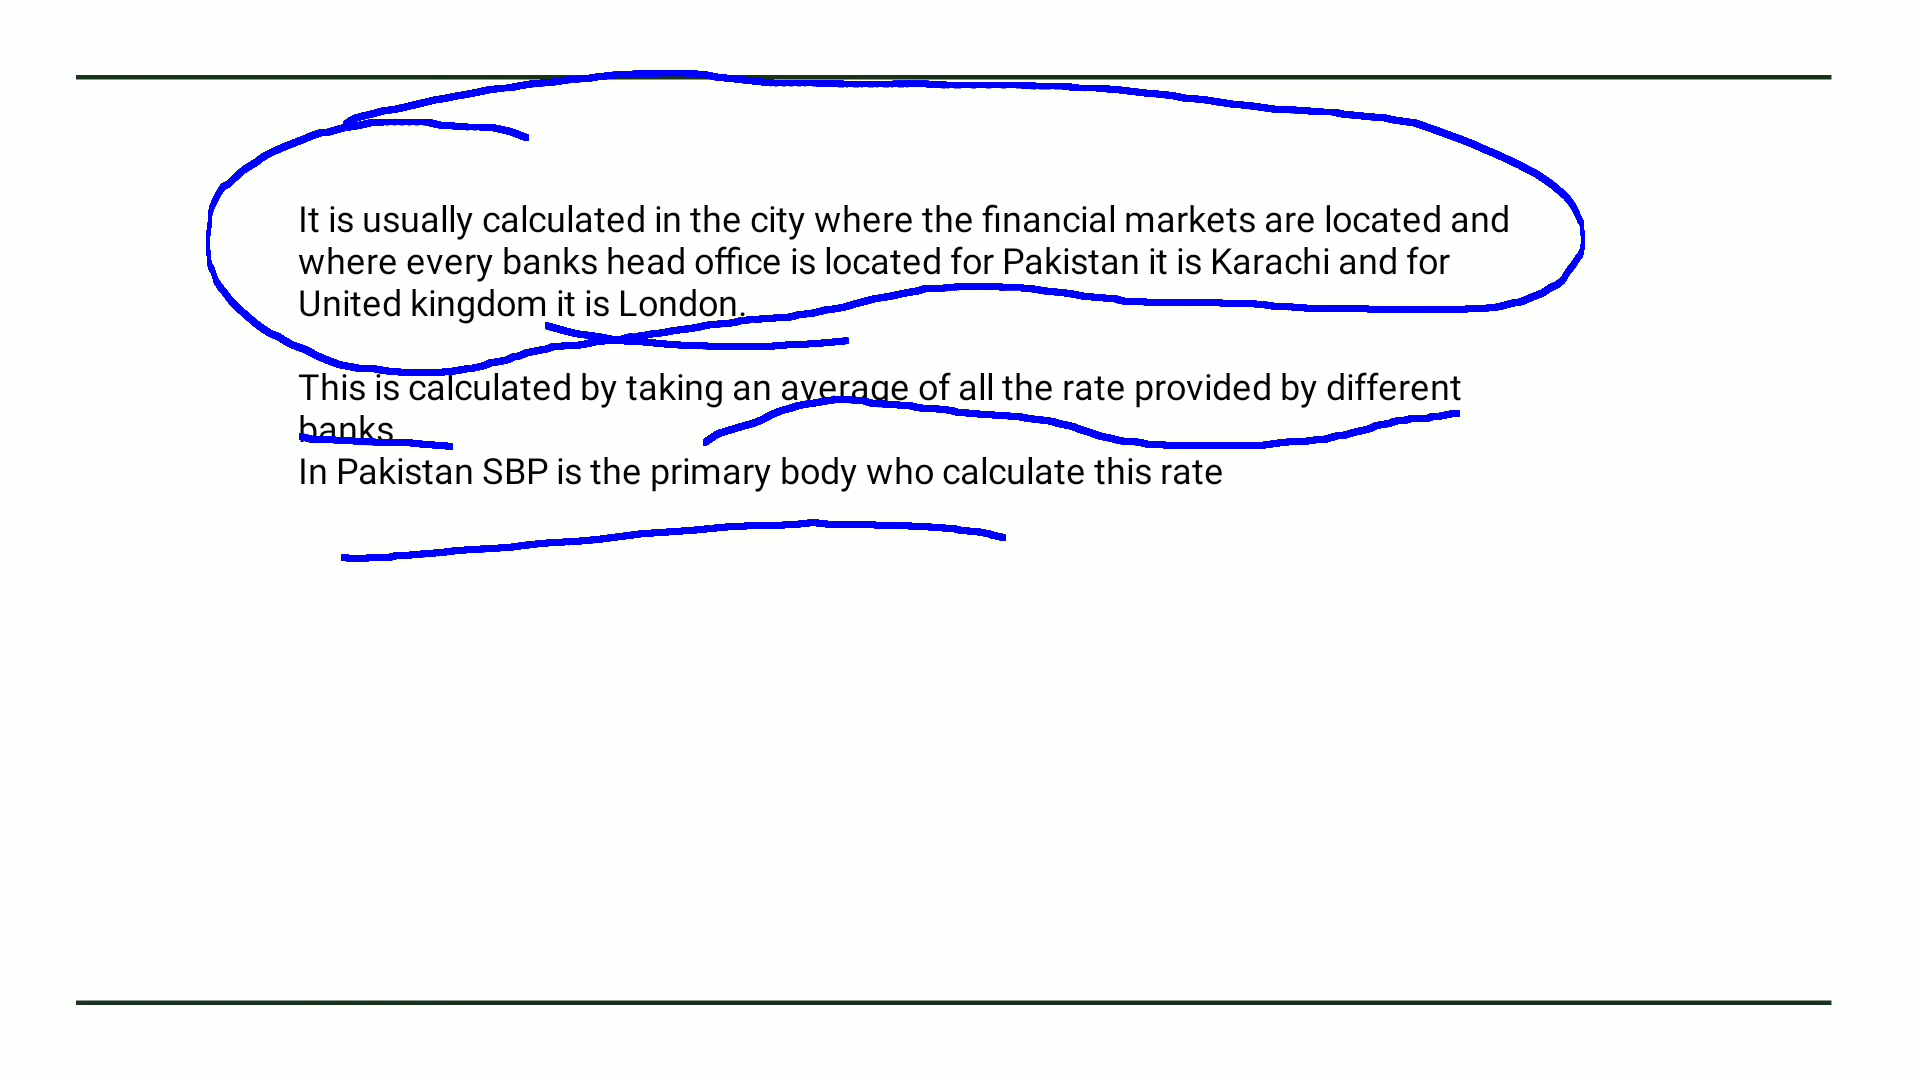 It is usually calculated in the city where the financial markets are located and
where every banks head office is located for Pakistan it is Karachi and for
United kingdom it is London.
This is calculated by taking an average of all the rate provided by different
banks
In Pakistan SBP is the primary body who calculate this rate